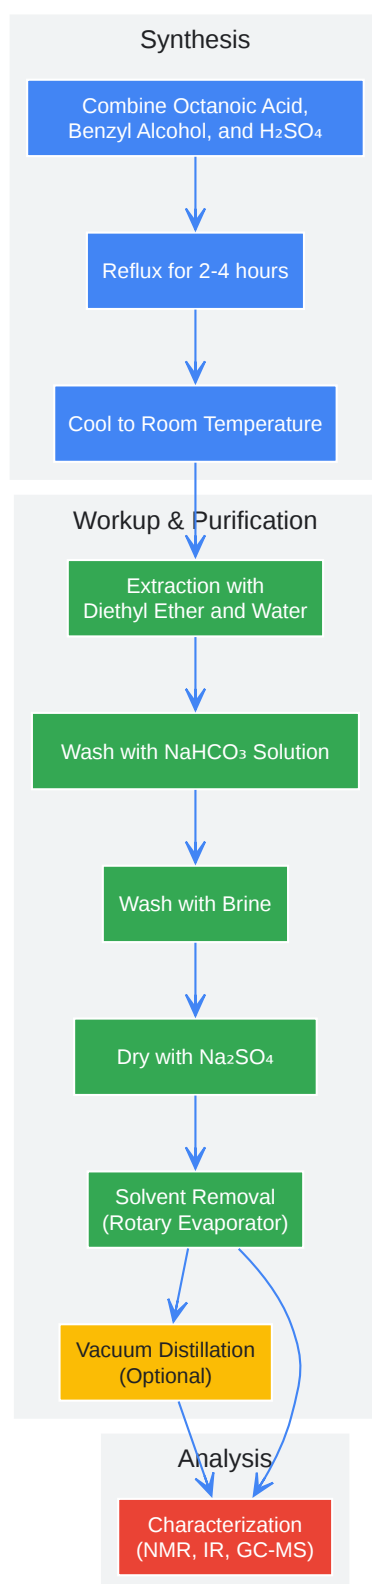 Synthesis
Combine Octanoic Acid,
Benzyl Alcohol, and H₂SO₄
Reflux for 2-4 hours
Cool to Room Temperature
Workup & Purification
Extraction with
Diethyl Ether and Water
Wash with NaHCO₃ Solution
Wash with Brine
Dry with Na₂SO₄
Solvent Removal
(Rotary Evaporator)
Vacuum Distillation
(Optional)
Analysis
Characterization
(NMR, IR, GC-MS)